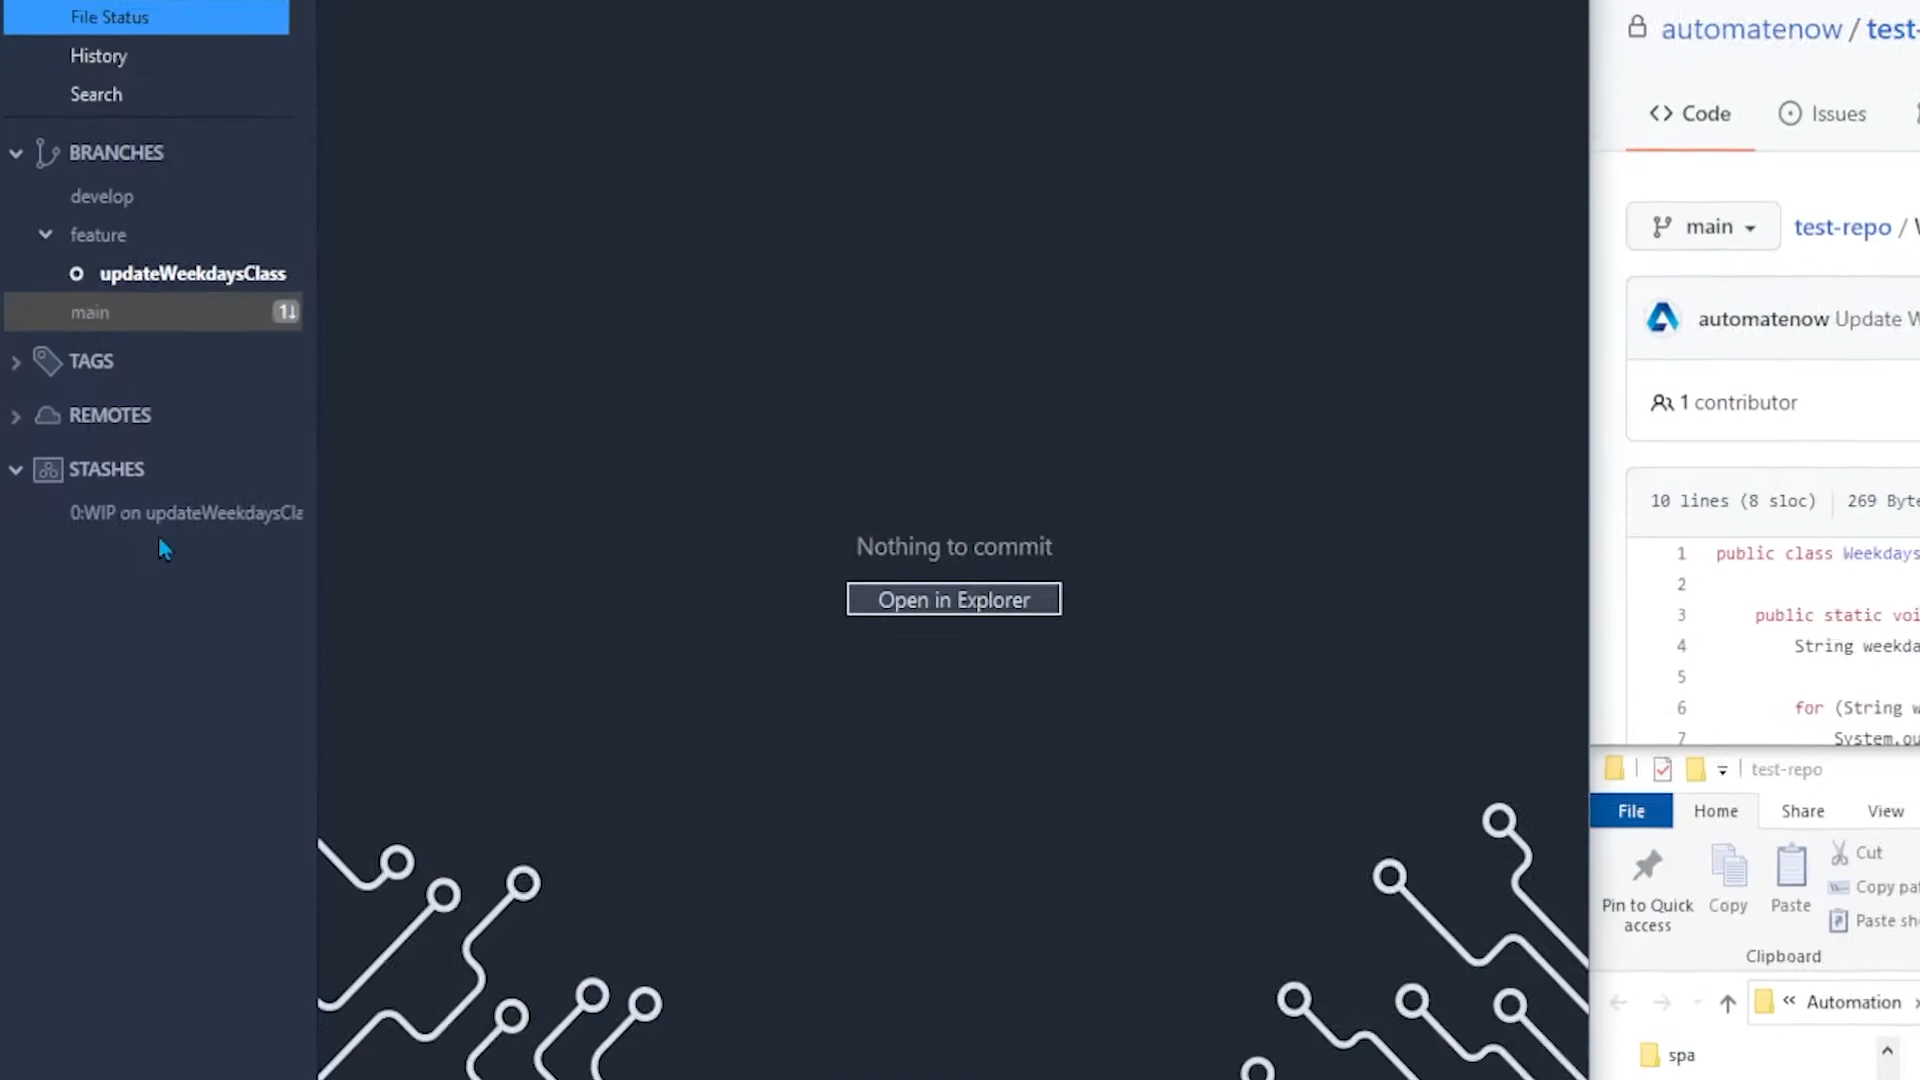 File Status
History
Search
BRANCHES
develop
feature
updateWeekdaysClass
main 1↓
TAGS
REMOTES
STASHES
0:WIP on updateWeekdaysCla
Nothing to commit
Open in Explorer
automatenow / test-
Code Issues
main test-repo /
automatenow Update W
1 contributor
10 lines (8 sloc) 269 Byte
1 public class Weekdays
2
3 public static voi
4 String weekda
5
6 for (String w
7 System.ou
test-repo
File Home Share View
Pin to Quick access
Copy
Paste
Cut
Copy pat
Paste sho
Clipboard
« Automation ›
spa